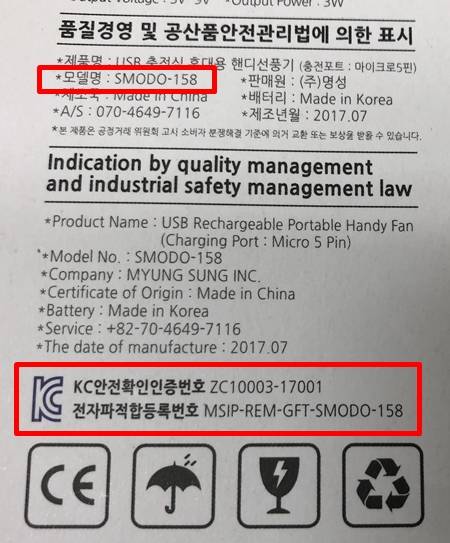 *Output Voltage : 3V~5V *Output Power : 3W
품질경영 및 공산품안전관리법에 의한 표시
*제품명 : USB 충전식 휴대용 핸디선풍기 (충전포트 : 마이크로5핀)
*모델명 : SMODO-158 *판매원 : (주)명성
*제조국 : Made in China *배터리 : Made in Korea
*A/S : 070-4649-7116 *제조년월 : 2017.07
*본 제품은 공정거래 위원회 고시 소비자 분쟁해결 기준에 의거 교환 또는 보상을 받을 수 있습니다.
Indication by quality management
and industrial safety management law
*Product Name : USB Rechargeable Portable Handy Fan
(Charging Port : Micro 5 Pin)
*Model No. : SMODO-158
*Company : MYUNG SUNG INC.
*Certificate of Origin : Made in China
*Battery : Made in Korea
*Service : +82-70-4649-7116
*The date of manufacture : 2017.07
KC안전확인인증번호 ZC10003-17001
전자파적합등록번호 MSIP-REM-GFT-SMODO-158
CE